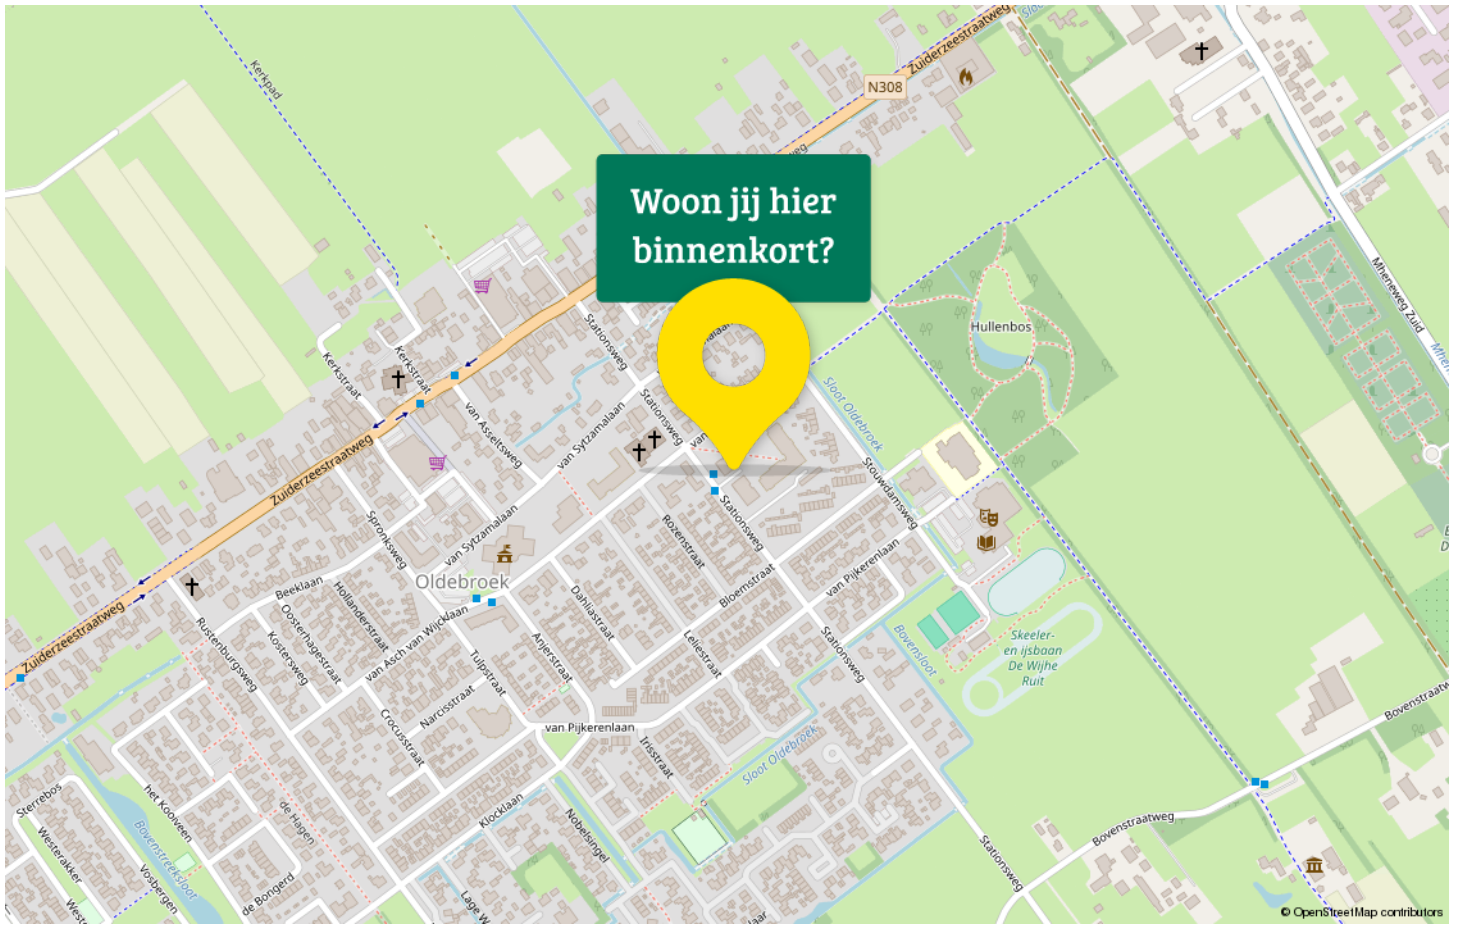 Zuiderzeestraatweg
Kerkpad
N308
Woon jij hier
binnenkort?
Mheneweg Zuid
Hullenbos
Stationsweg
Kerkstraat
Kerkstraat
Sloot Oldebroek
van Sytzamalaan
Stationsweg
van Asseltsweg
Zuiderzeestraatweg
Stouwdamsweg
Spronksweg
van Sytzamalaan
Rozenstraat
Stationsweg
Oldebroek
Beeklaan
Bloemstraat
van Pijkerenlaan
Hollanderstraat
Dahliastraat
Oosterhagestraat
Kostersweg
van Asch van Wijcklaan
Zuiderzeestraatweg
Rustenburgsweg
Anjerstraat
Leliestraat
Stationsweg
Bovensloot
Skeeler-
en ijsbaan
De Wijhe
Ruit
Tulpstraat
Narcisstraat
Crocusstraat
van Pijkerenlaan
Irisstraat
Sloot Oldebroek
Bovenstraatw
Sterrebos
het Kooiveen
de Hagen
Klocklaan
Nobelsingel
Bovenstraatweg
Westerakker
Bovenstreeksloot
Vosbergen
de Bongerd
Lage W
Stationsweg
© OpenStreetMap contributors